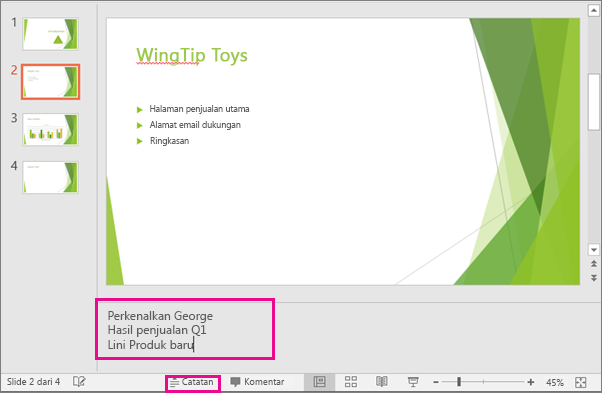 1
2
3
4
WingTip Toys
Halaman penjualan utama
Alamat email dukungan
Ringkasan
Perkenalkan George
Hasil penjualan Q1
Lini Produk baru
Slide 2 dari 4 Catatan Komentar 45%